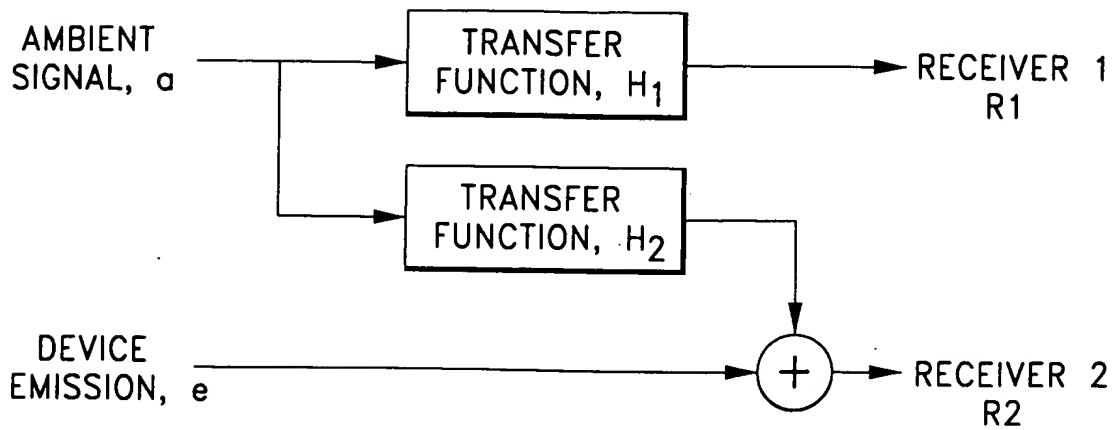 AMBIENT
SIGNAL, a
TRANSFER
FUNCTION, H1
RECEIVER 1
R1
TRANSFER
FUNCTION, H2
DEVICE
EMISSION, e
+
RECEIVER 2
R2